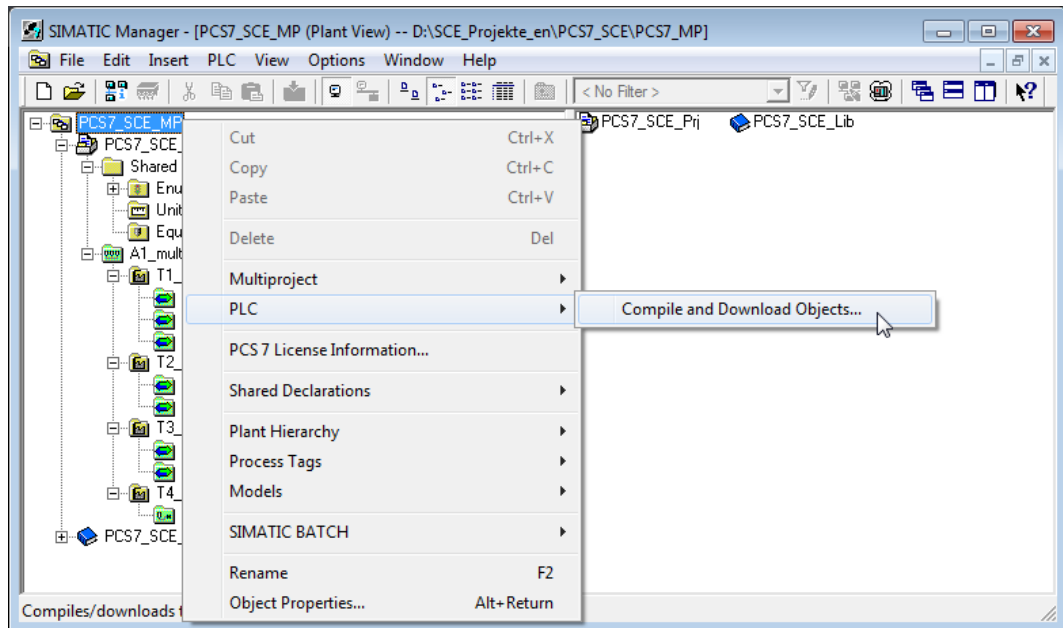 SIMATIC Manager - [PCS7_SCE_MP (Plant View) -- D:\SCE_Projekte_en\PCS7_SCE\PCS7_MP]
File Edit Insert PLC View Options Window Help
< No Filter >
PCS7_SCE_MP
PCS7_SCE_
Shared
Enu
Unit
Equ
A1_mult
T1_
T2_
T3_
T4_
PCS7_SCE_
Cut Ctrl+X
Copy Ctrl+C
Paste Ctrl+V
Delete Del
Multiproject
PLC
PCS 7 License Information...
Shared Declarations
Plant Hierarchy
Process Tags
Models
SIMATIC BATCH
Rename F2
Object Properties... Alt+Return
Compile and Download Objects...
PCS7_SCE_Prj PCS7_SCE_Lib
Compiles/downloads